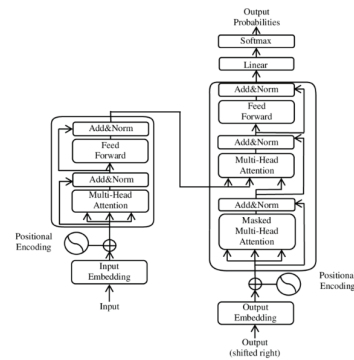 Output
Probabilities
Softmax
Linear
Add&Norm
Feed
Forward
Add&Norm
Multi-Head
Attention
Add&Norm
Masked
Multi-Head
Attention
Positional
Encoding
Output
Embedding
Output
(shifted right)
Add&Norm
Feed
Forward
Add&Norm
Multi-Head
Attention
Positional
Encoding
Input
Embedding
Input